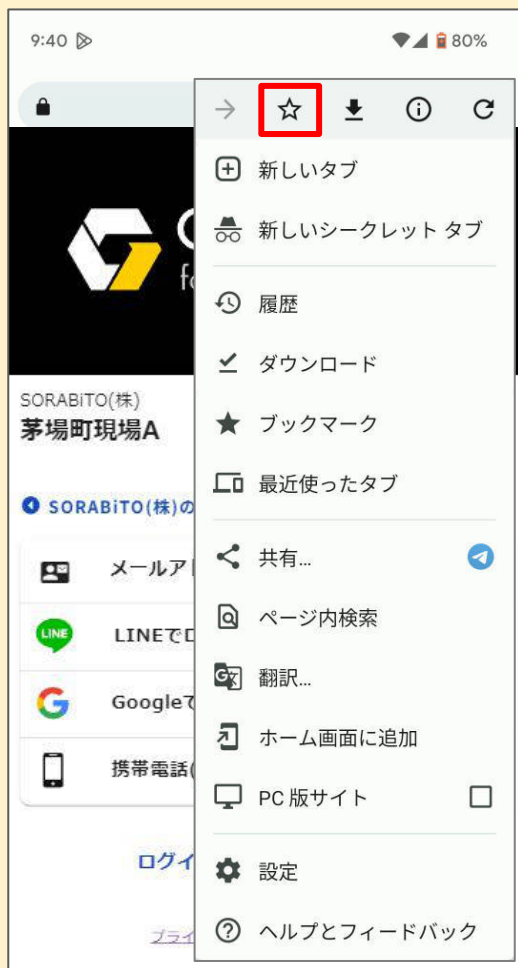 9:40
80%
新しいタブ
新しいシークレット タブ
履歴
ダウンロード
SORABiTO(株)
茅場町現場A
ブックマーク
最近使ったタブ
SORABiTO(株)の
共有...
メールア
LINE
LINEでロ
ページ内検索
翻訳...
Googleで
ホーム画面に追加
携帯電話(
PC 版サイト
ログイ
設定
プライ
ヘルプとフィードバック